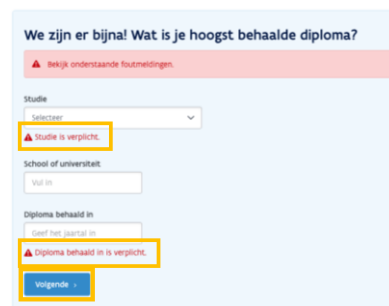 We zijn er bijna! Wat is je hoogst behaalde diploma?
Bekijk onderstaande foutmeldingen.
Studie
Selecteer
Studie is verplicht.
School of universiteit
Vul in
Diploma behaald in
Geef het jaartal in
Diploma behaald in is verplicht.
Volgende ›